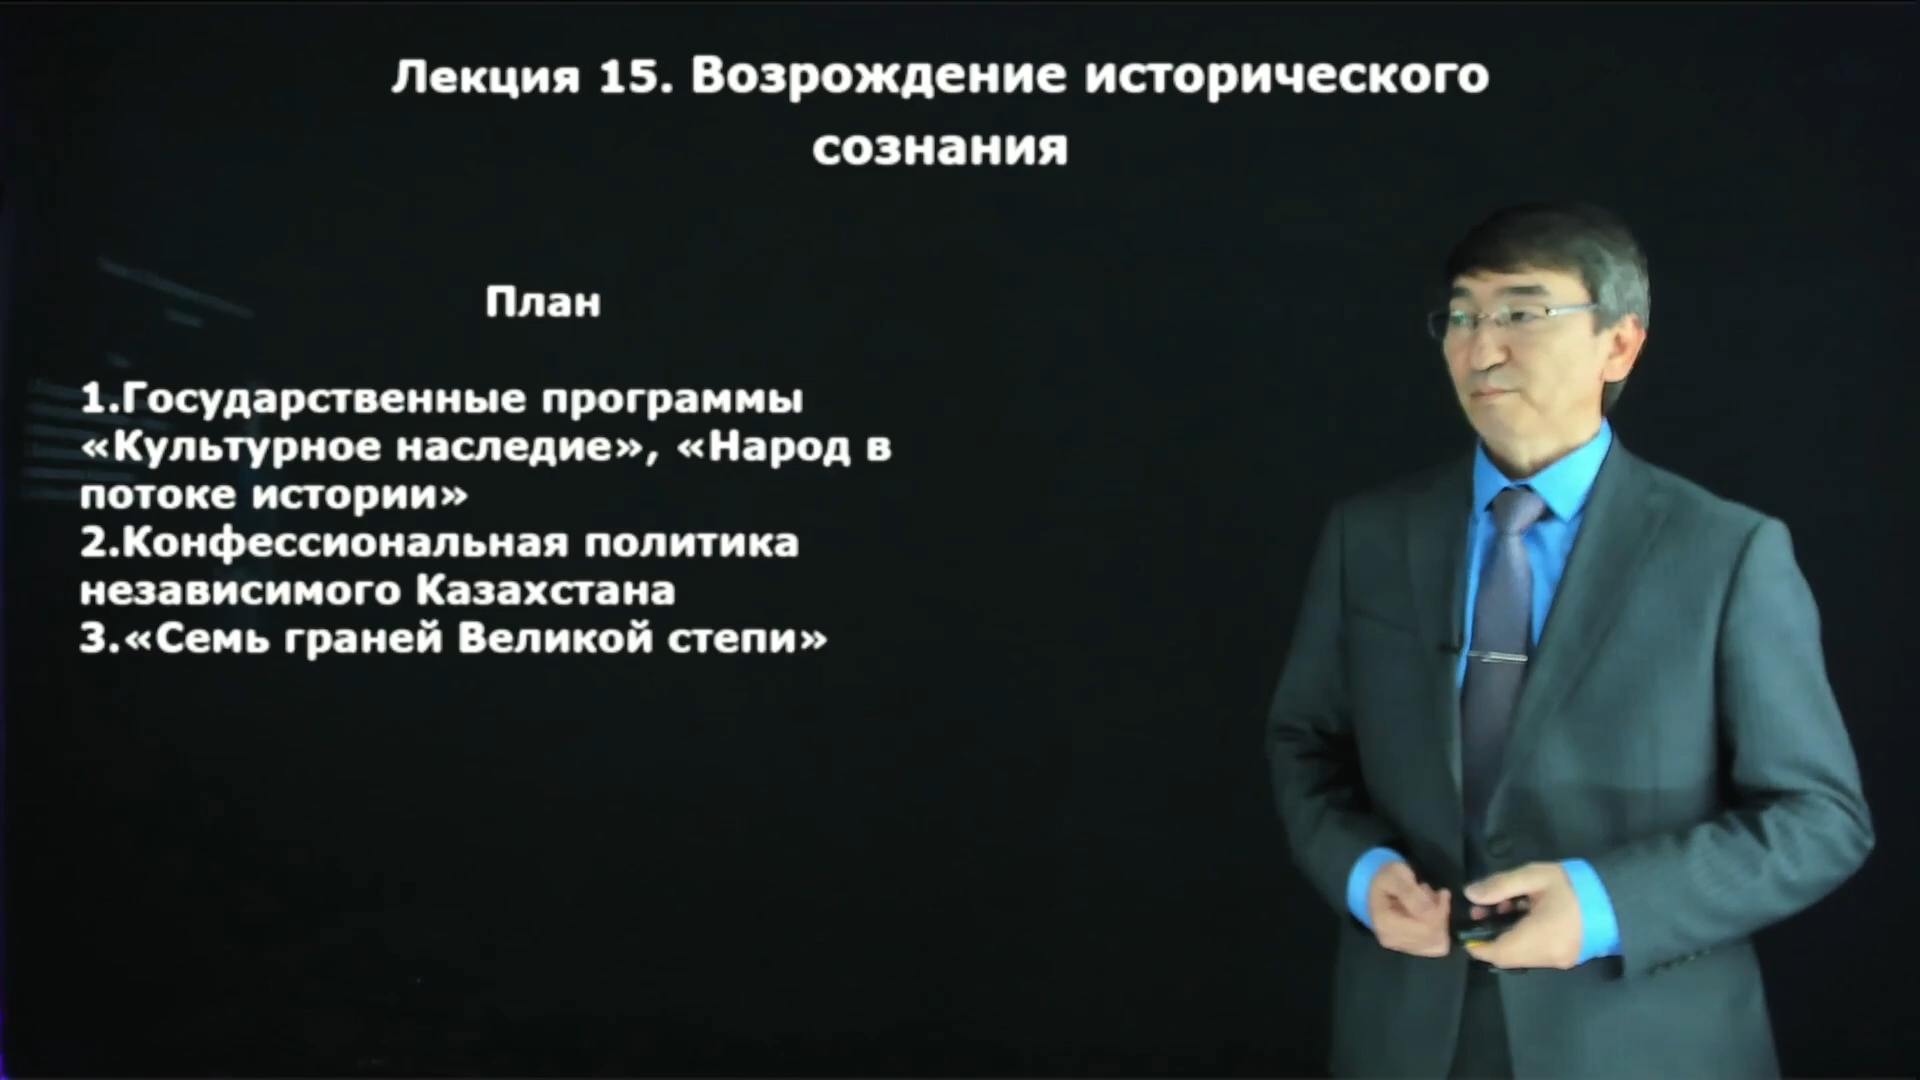 Лекция 15. Возрождение исторического
сознания
План
1.Государственные программы
«Культурное наследие», «Народ в
потоке истории»
2.Конфессиональная политика
независимого Казахстана
3.«Семь граней Великой степи»